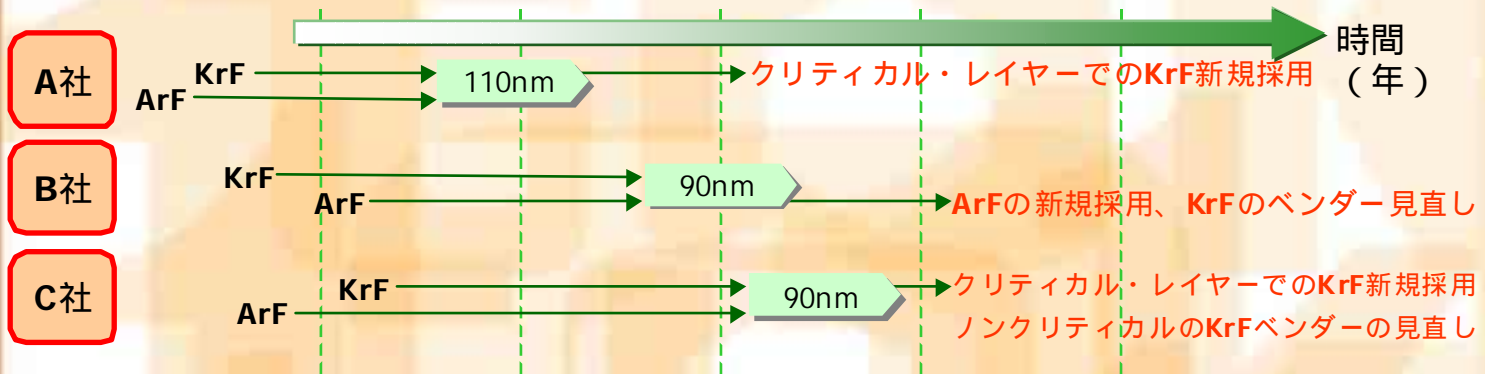 時間
（年）
A社
KrF
ArF
110nm
クリティカル・レイヤーでのKrF新規採用
B社
KrF
ArF
90nm
ArFの新規採用、KrFのベンダー見直し
C社
KrF
ArF
90nm
クリティカル・レイヤーでのKrF新規採用
ノンクリティカルのKrFベンダーの見直し